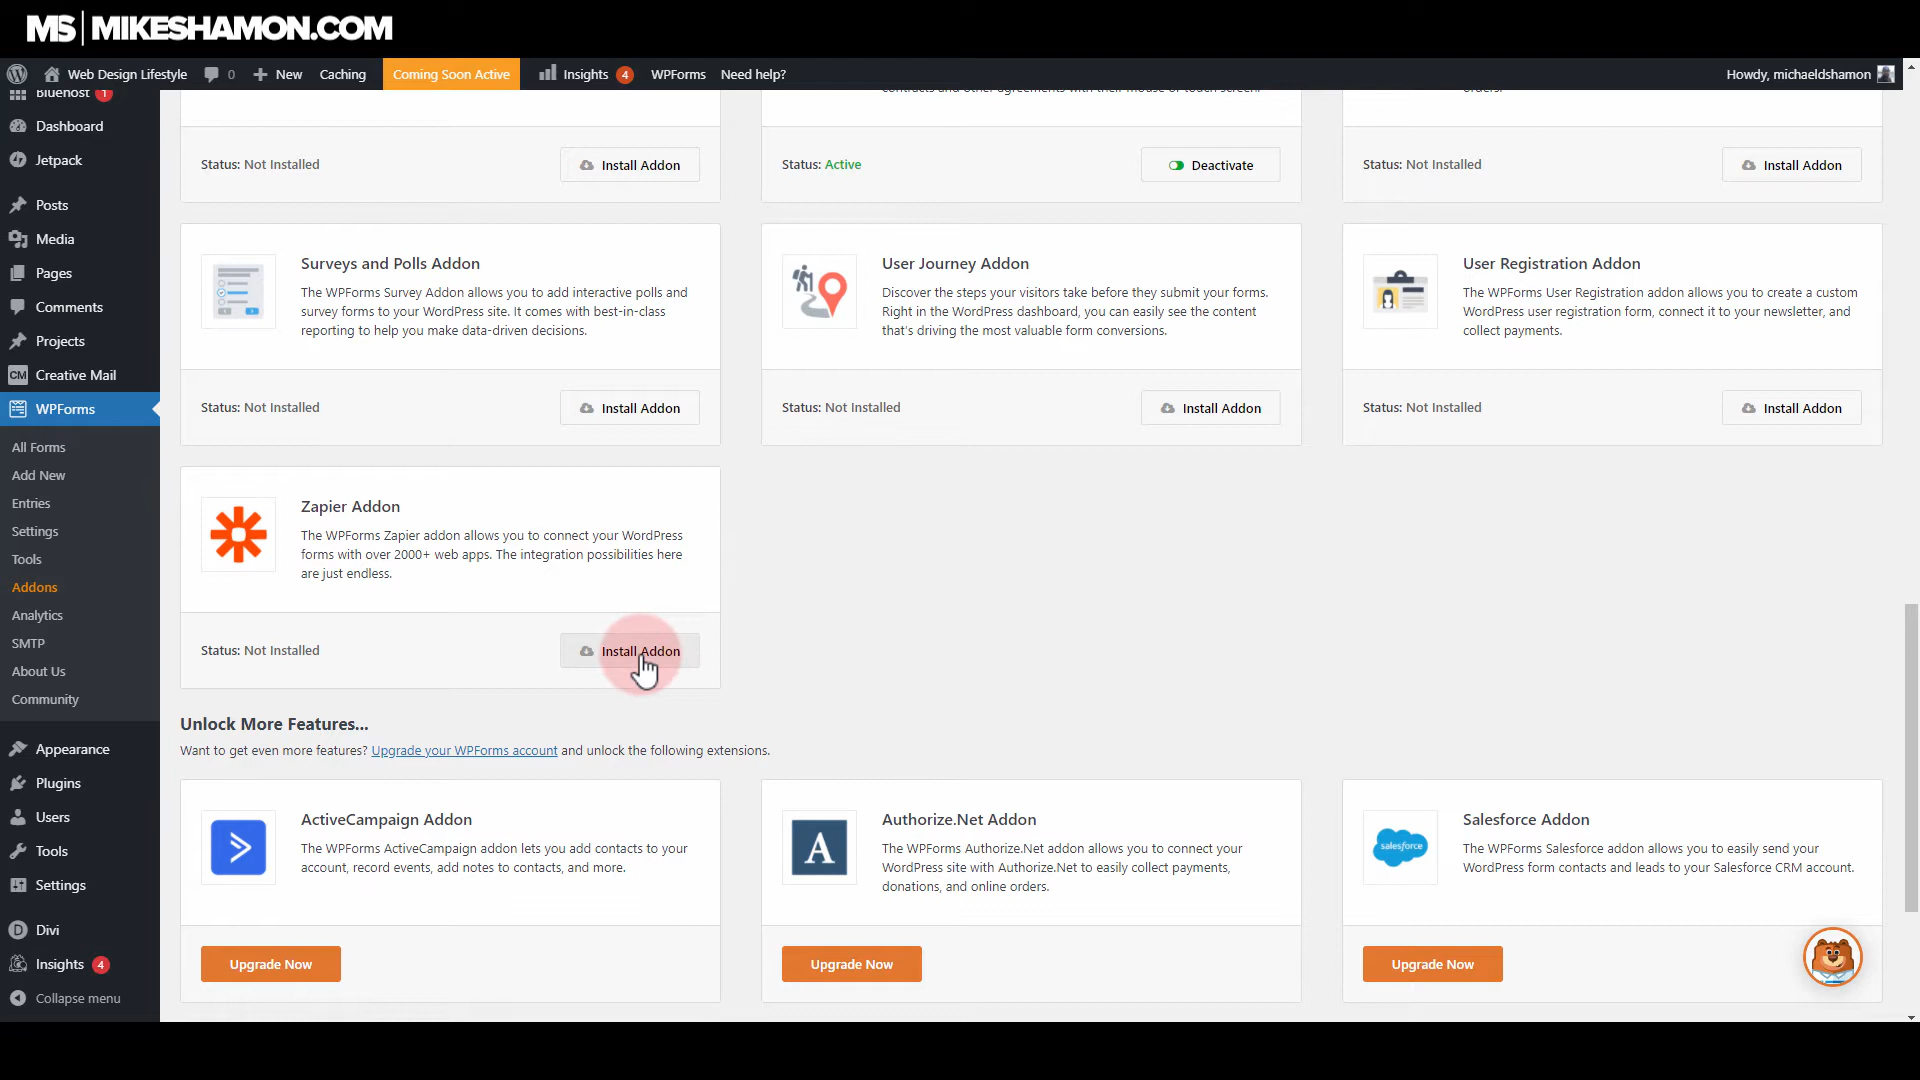 MS | MIKESHAMON.COM
Web Design Lifestyle 0 New Caching Coming Soon Active Insights 4 WPForms Need help? Howdy, michaeldshamon
Bluehost 1
Dashboard
Jetpack
Posts
Media
Pages
Comments
Projects
CM Creative Mail
WPForms
All Forms
Add New
Entries
Settings
Tools
Addons
Analytics
SMTP
About Us
Community
Appearance
Plugins
Users
Tools
Settings
Divi
Insights 4
Collapse menu
contracts and other agreements with their mouse or touch screen.
orders.
Status: Not Installed Install Addon
Status: Active Deactivate
Status: Not Installed Install Addon
Surveys and Polls Addon
The WPForms Survey Addon allows you to add interactive polls and
survey forms to your WordPress site. It comes with best-in-class
reporting to help you make data-driven decisions.
Status: Not Installed Install Addon
User Journey Addon
Discover the steps your visitors take before they submit your forms.
Right in the WordPress dashboard, you can easily see the content
that's driving the most valuable form conversions.
Status: Not Installed Install Addon
User Registration Addon
The WPForms User Registration addon allows you to create a custom
WordPress user registration form, connect it to your newsletter, and
collect payments.
Status: Not Installed Install Addon
Zapier Addon
The WPForms Zapier addon allows you to connect your WordPress
forms with over 2000+ web apps. The integration possibilities here
are just endless.
Status: Not Installed Install Addon
Unlock More Features...
Want to get even more features? Upgrade your WPForms account and unlock the following extensions.
ActiveCampaign Addon
The WPForms ActiveCampaign addon lets you add contacts to your
account, record events, add notes to contacts, and more.
Upgrade Now
A
Authorize.Net Addon
The WPForms Authorize.Net addon allows you to connect your
WordPress site with Authorize.Net to easily collect payments,
donations, and online orders.
Upgrade Now
salesforce
Salesforce Addon
The WPForms Salesforce addon allows you to easily send your
WordPress form contacts and leads to your Salesforce CRM account.
Upgrade Now